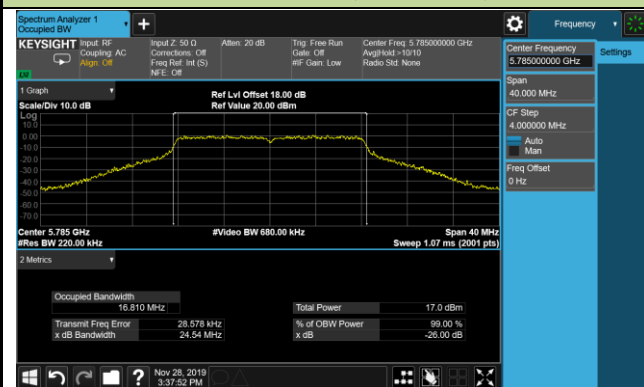 Spectrum Analyzer 1
Occupied BW
Frequency
KEYSIGHT
Input: RF
Coupling: AC
Align: Off
Input Z: 50 Ω
Corrections: Off
Freq Ref: Int (S)
NFE: Off
Atten: 20 dB
Trig: Free Run
Gate: Off
#IF Gain: Low
Center Freq: 5.785000000 GHz
Avg|Hold:>10/10
Radio Std: None
Center Frequency
5.785000000 GHz
Settings
Span
40.000 MHz
CF Step
4.000000 MHz
Auto
Man
Freq Offset
0 Hz
1 Graph
Scale/Div 10.0 dB
Ref Lvl Offset 18.00 dB
Ref Value 20.00 dBm
Log
10.0
0.00
-10.0
-20.0
-30.0
-40.0
-50.0
-60.0
-70.0
Center 5.785 GHz
#Video BW 680.00 kHz
Span 40 MHz
#Res BW 220.00 kHz
Sweep 1.07 ms (2001 pts)
2 Metrics
Occupied Bandwidth
16.810 MHz
Total Power
17.0 dBm
Transmit Freq Error
28.578 kHz
% of OBW Power
99.00 %
x dB Bandwidth
24.54 MHz
x dB
-26.00 dB
?
Nov 28, 2019
3:37:52 PM